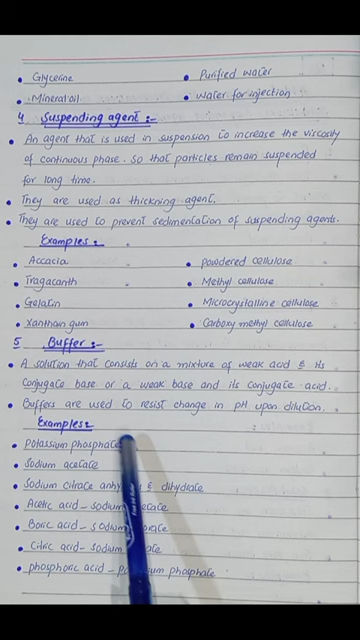 • Glycerine • Purified water
• Mineral oil • Water for injection
4 Suspending agent :-
• An agent that is used in suspension to increase the viscosity
of continuous phase. So that particles remain suspended
for long time.
• They are used as thickning agent.
• They are used to prevent sedimentation of suspending agents.
Examples :
• Accacia • powdered cellulose
• Tragacanth • Methyl cellulose
• Gelatin • Microcrystalline cellulose
• Xanthan gum • Carboxy methyl cellulose
5 Buffer :-
• A solution that consists on a mixture of weak acid & its
Conjugate base or a weak base and its conjugate acid.
• Buffers are used to resist change in pH upon dilution.
Examples :
• Potassium phosphate
• Sodium acetate
• Sodium citrate & dihydrate
• Acetic acid - sodium
• Boric acid -
• Citric acid - sodium
• phosphoric acid - phosphate